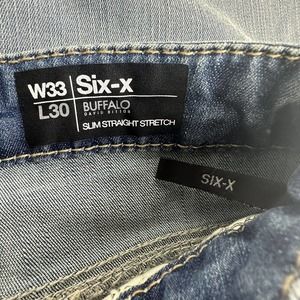 W33 Six-x
L30 BUFFALO
DAVID BITTON
SLIM STRAIGHT STRETCH
SIX-X